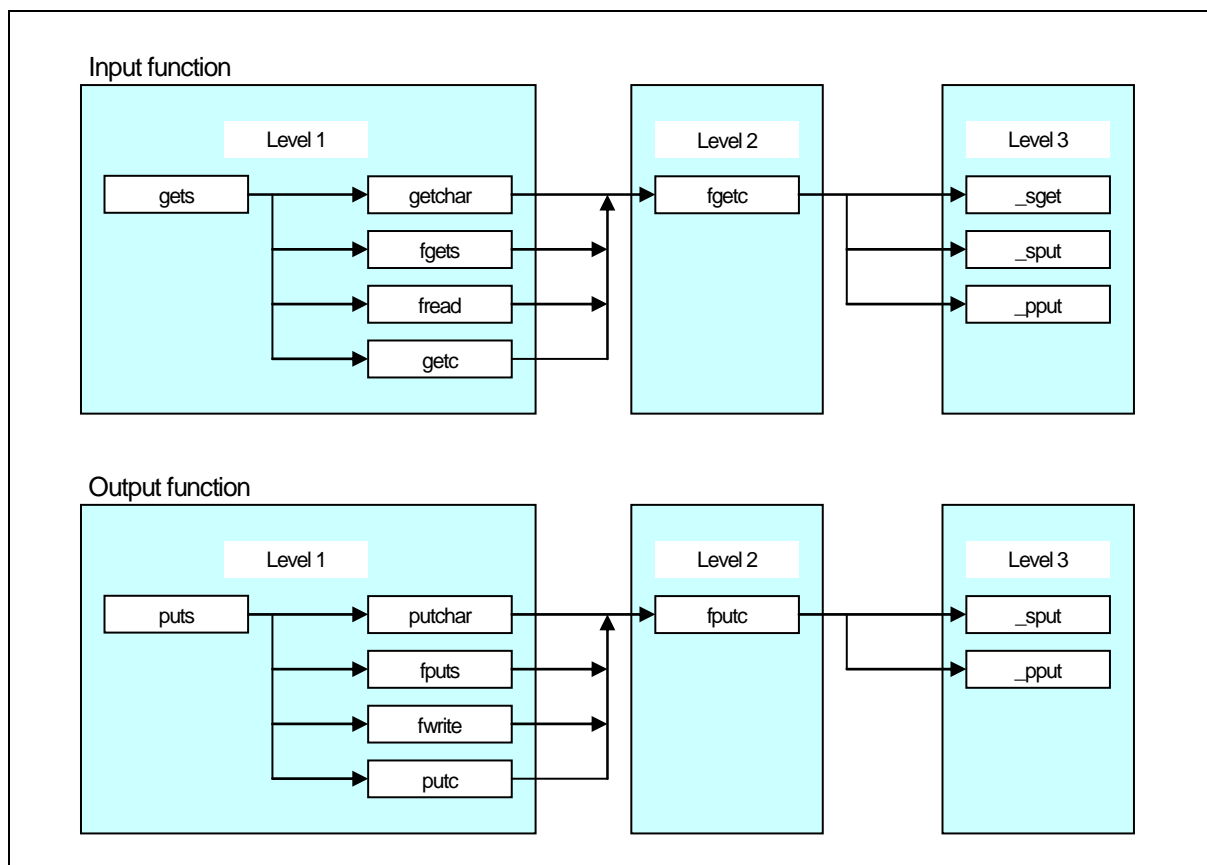 Input function
Level 1
Level 2
Level 3
gets
getchar
fgetc
_sget
fgets
_sput
fread
_pput
getc
Output function
Level 1
Level 2
Level 3
puts
putchar
fputc
_sput
fputs
_pput
fwrite
putc